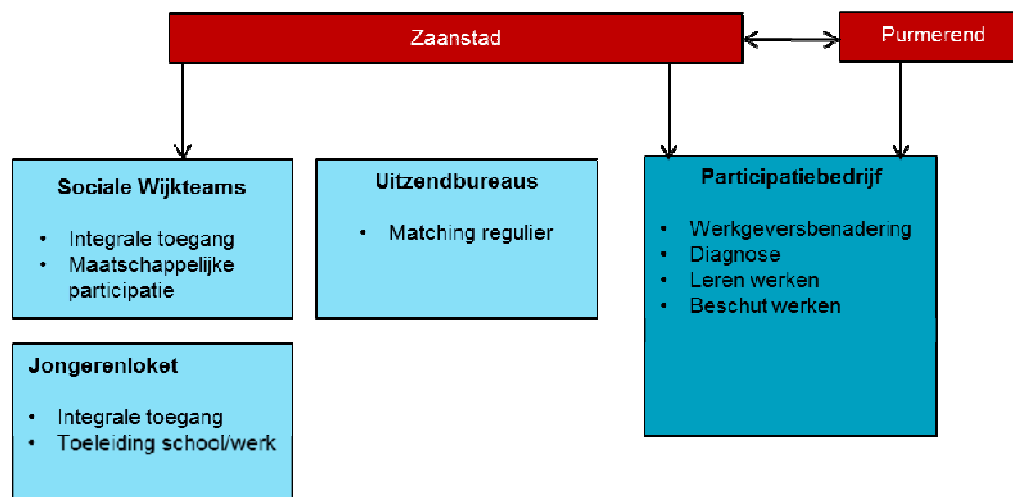 Zaanstad
Purmerend
Sociale Wijkteams
• Integrale toegang
• Maatschappelijke
participatie
Uitzendbureaus
• Matching regulier
Participatiebedrijf
• Werkgeversbenadering
• Diagnose
• Leren werken
• Beschut werken
Jongerenloket
• Integrale toegang
• Toeleiding school/werk